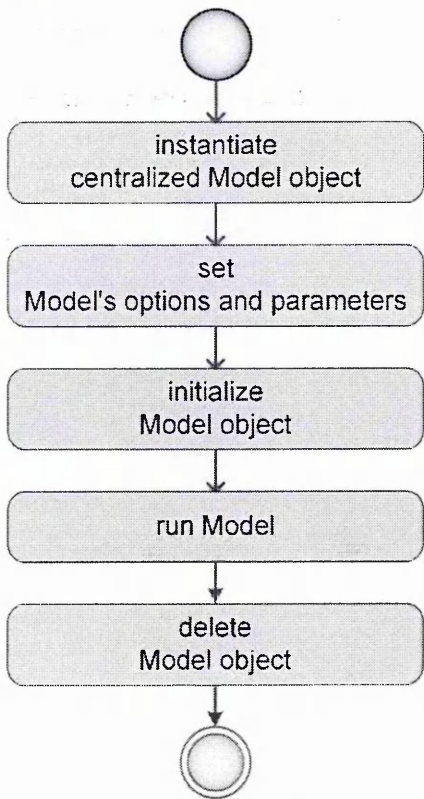 instantiate
centralized Model object
set
Model's options and parameters
initialize
Model object
run Model
delete
Model object